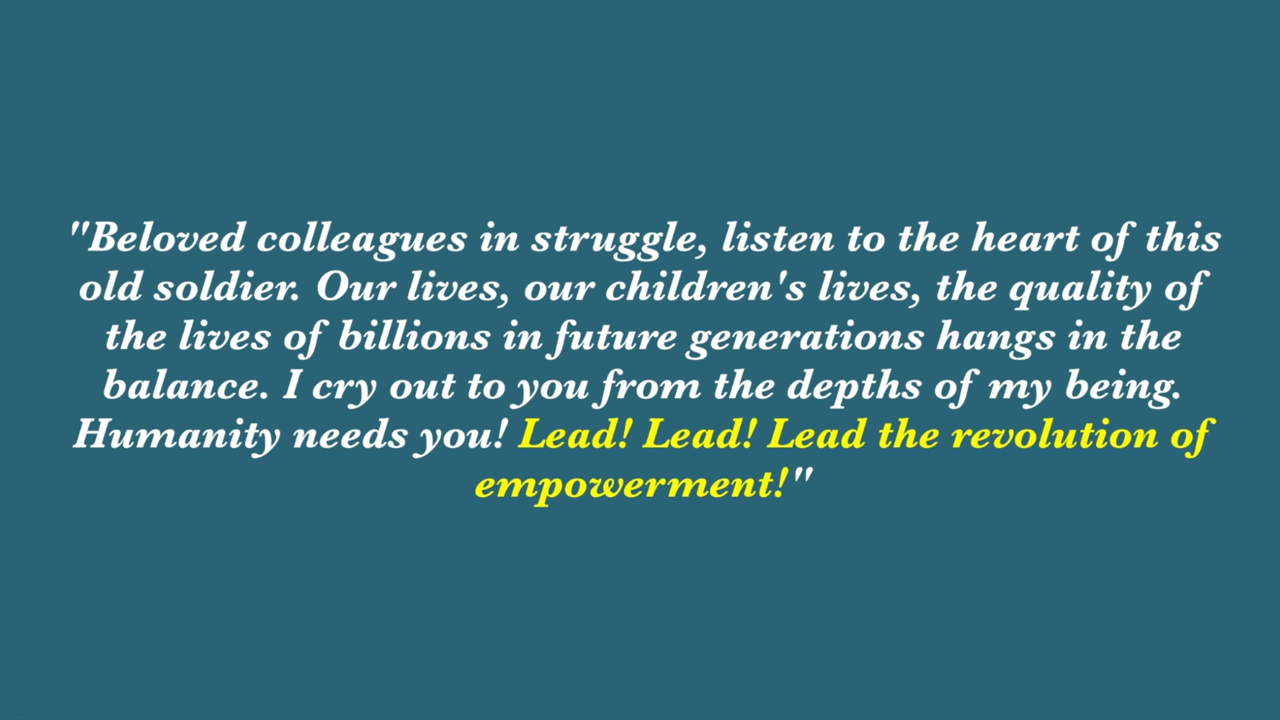 "Beloved colleagues in struggle, listen to the heart of this
old soldier. Our lives, our children's lives, the quality of
the lives of billions in future generations hangs in the
balance. I cry out to you from the depths of my being.
Humanity needs you! Lead! Lead! Lead the revolution of
empowerment!"